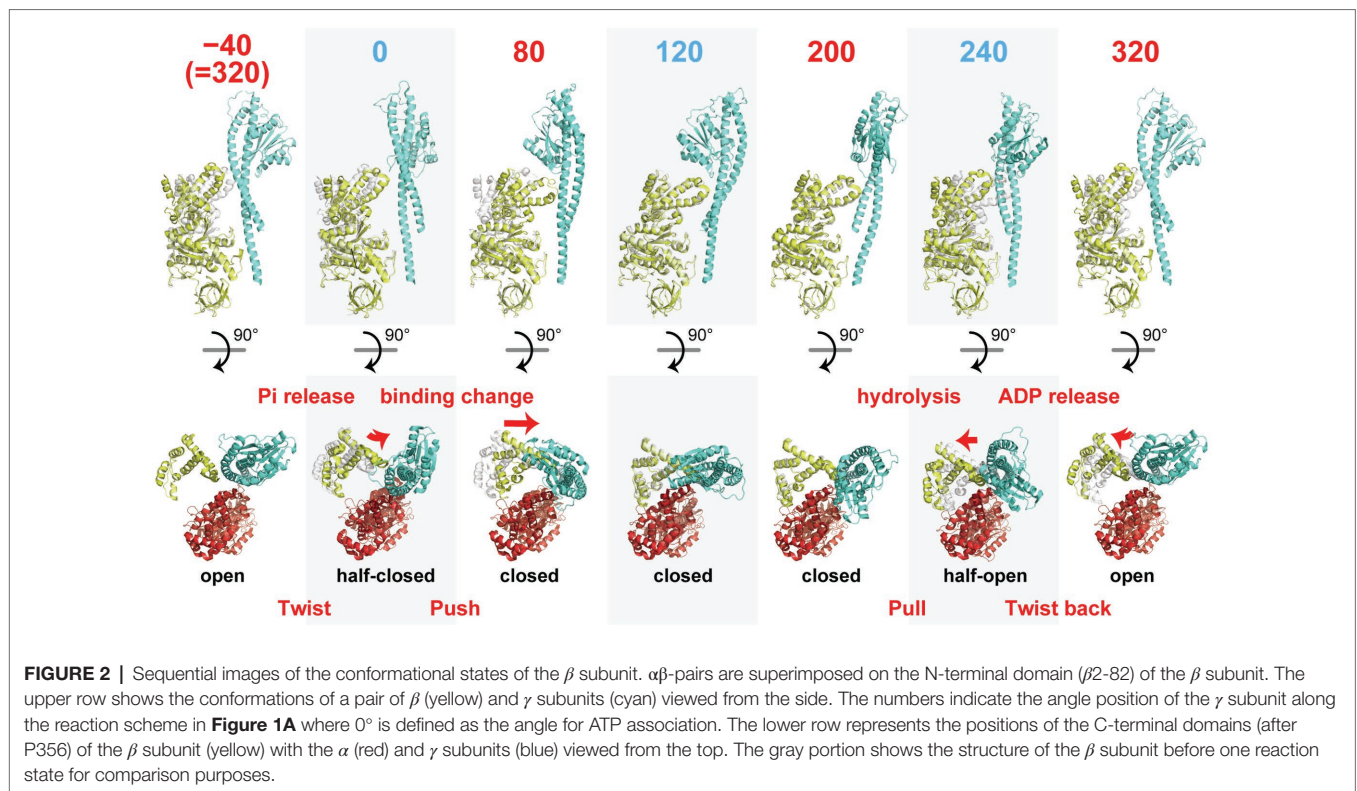 −40 0 80 120 200 240 320
(=320)
90° 90° 90° 90° 90° 90° 90°
Pi release binding change hydrolysis ADP release
open half-closed closed closed closed half-open open
Twist Push Pull Twist back
FIGURE 2 | Sequential images of the conformational states of the β subunit. αβ-pairs are superimposed on the N-terminal domain (β2-82) of the β subunit. The
upper row shows the conformations of a pair of β (yellow) and γ subunits (cyan) viewed from the side. The numbers indicate the angle position of the γ subunit along
the reaction scheme in Figure 1A where 0° is defined as the angle for ATP association. The lower row represents the positions of the C-terminal domains (after
P356) of the β subunit (yellow) with the α (red) and γ subunits (blue) viewed from the top. The gray portion shows the structure of the β subunit before one reaction
state for comparison purposes.